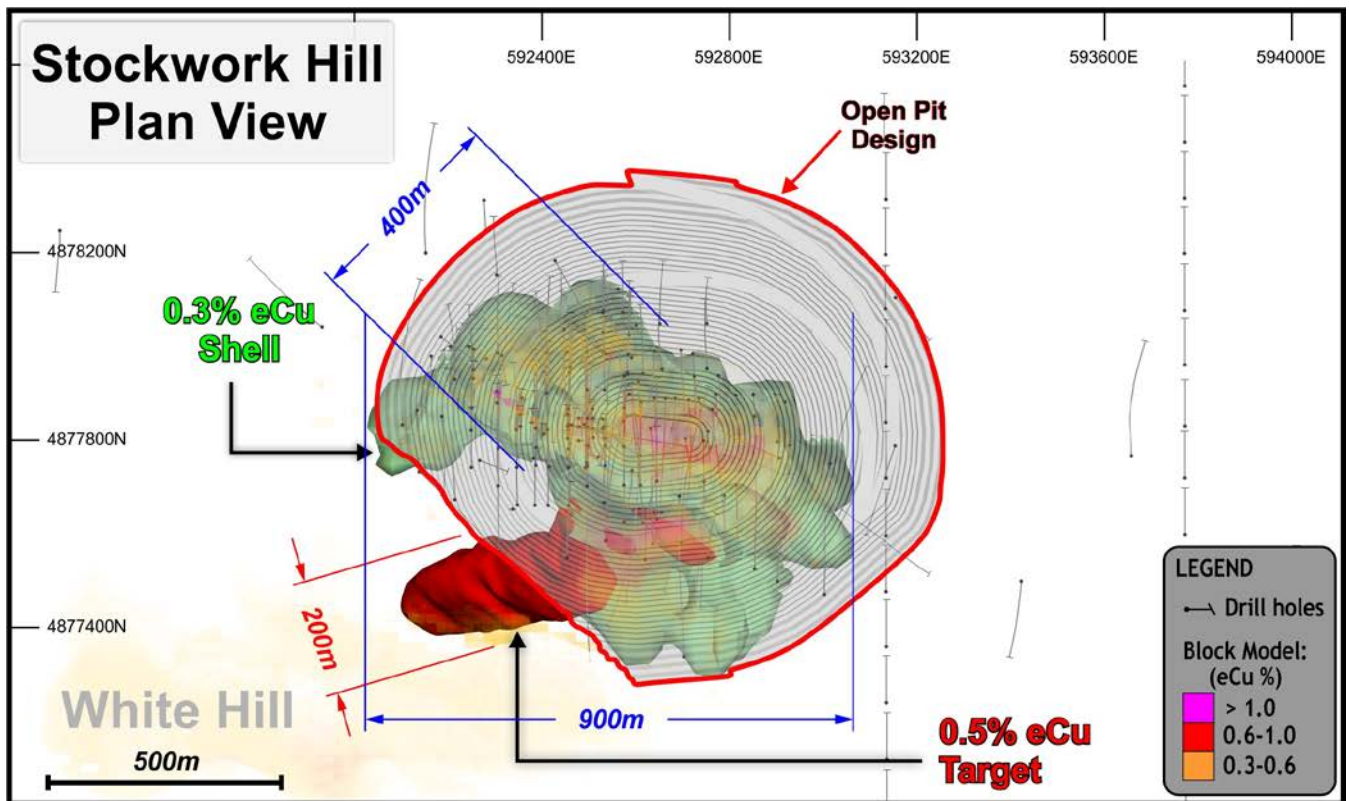 Stockwork Hill
Plan View
592400E
592800E
593200E
593600E
594000E
Open Pit
Design
400m
4878200N
0.3% eCu
Shell
4877800N
4877400N
200m
White Hill
900m
500m
0.5% eCu
Target
LEGEND
Drill holes
Block Model:
(eCu %)
> 1.0
0.6-1.0
0.3-0.6